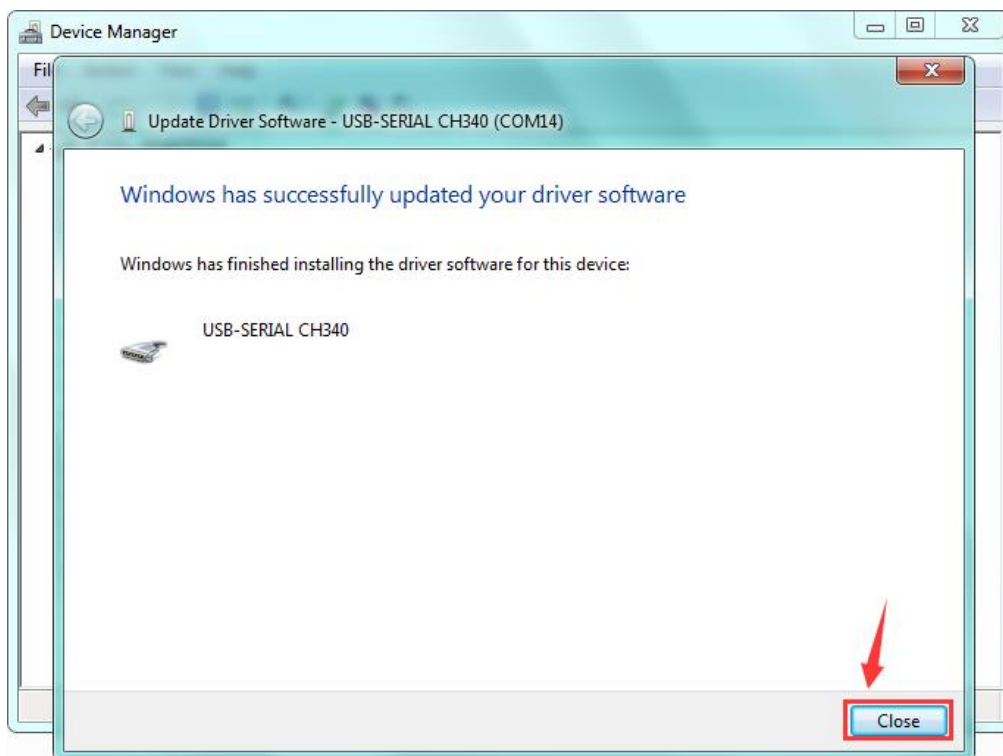 Device Manager
Fil
Update Driver Software - USB-SERIAL CH340 (COM14)
Windows has successfully updated your driver software
Windows has finished installing the driver software for this device:
USB-SERIAL CH340
Close